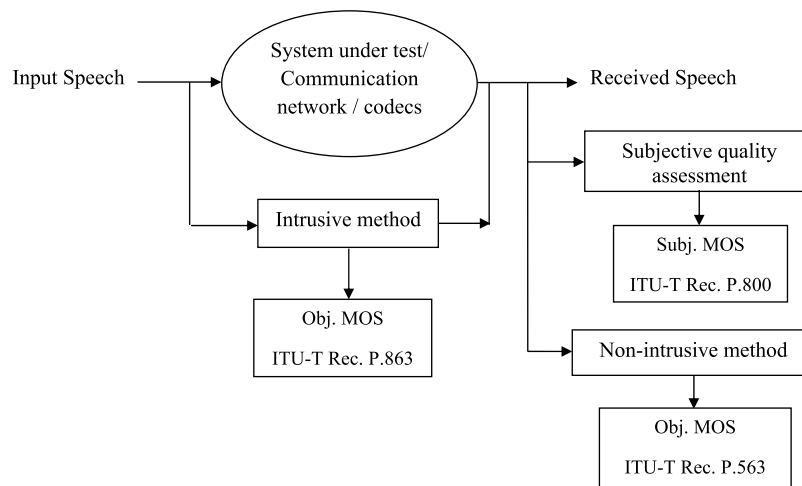 Input Speech
System under test/
Communication
network / codecs
Received Speech
Subjective quality
assessment
Intrusive method
Subj. MOS
ITU-T Rec. P.800
Obj. MOS
ITU-T Rec. P.863
Non-intrusive method
Obj. MOS
ITU-T Rec. P.563